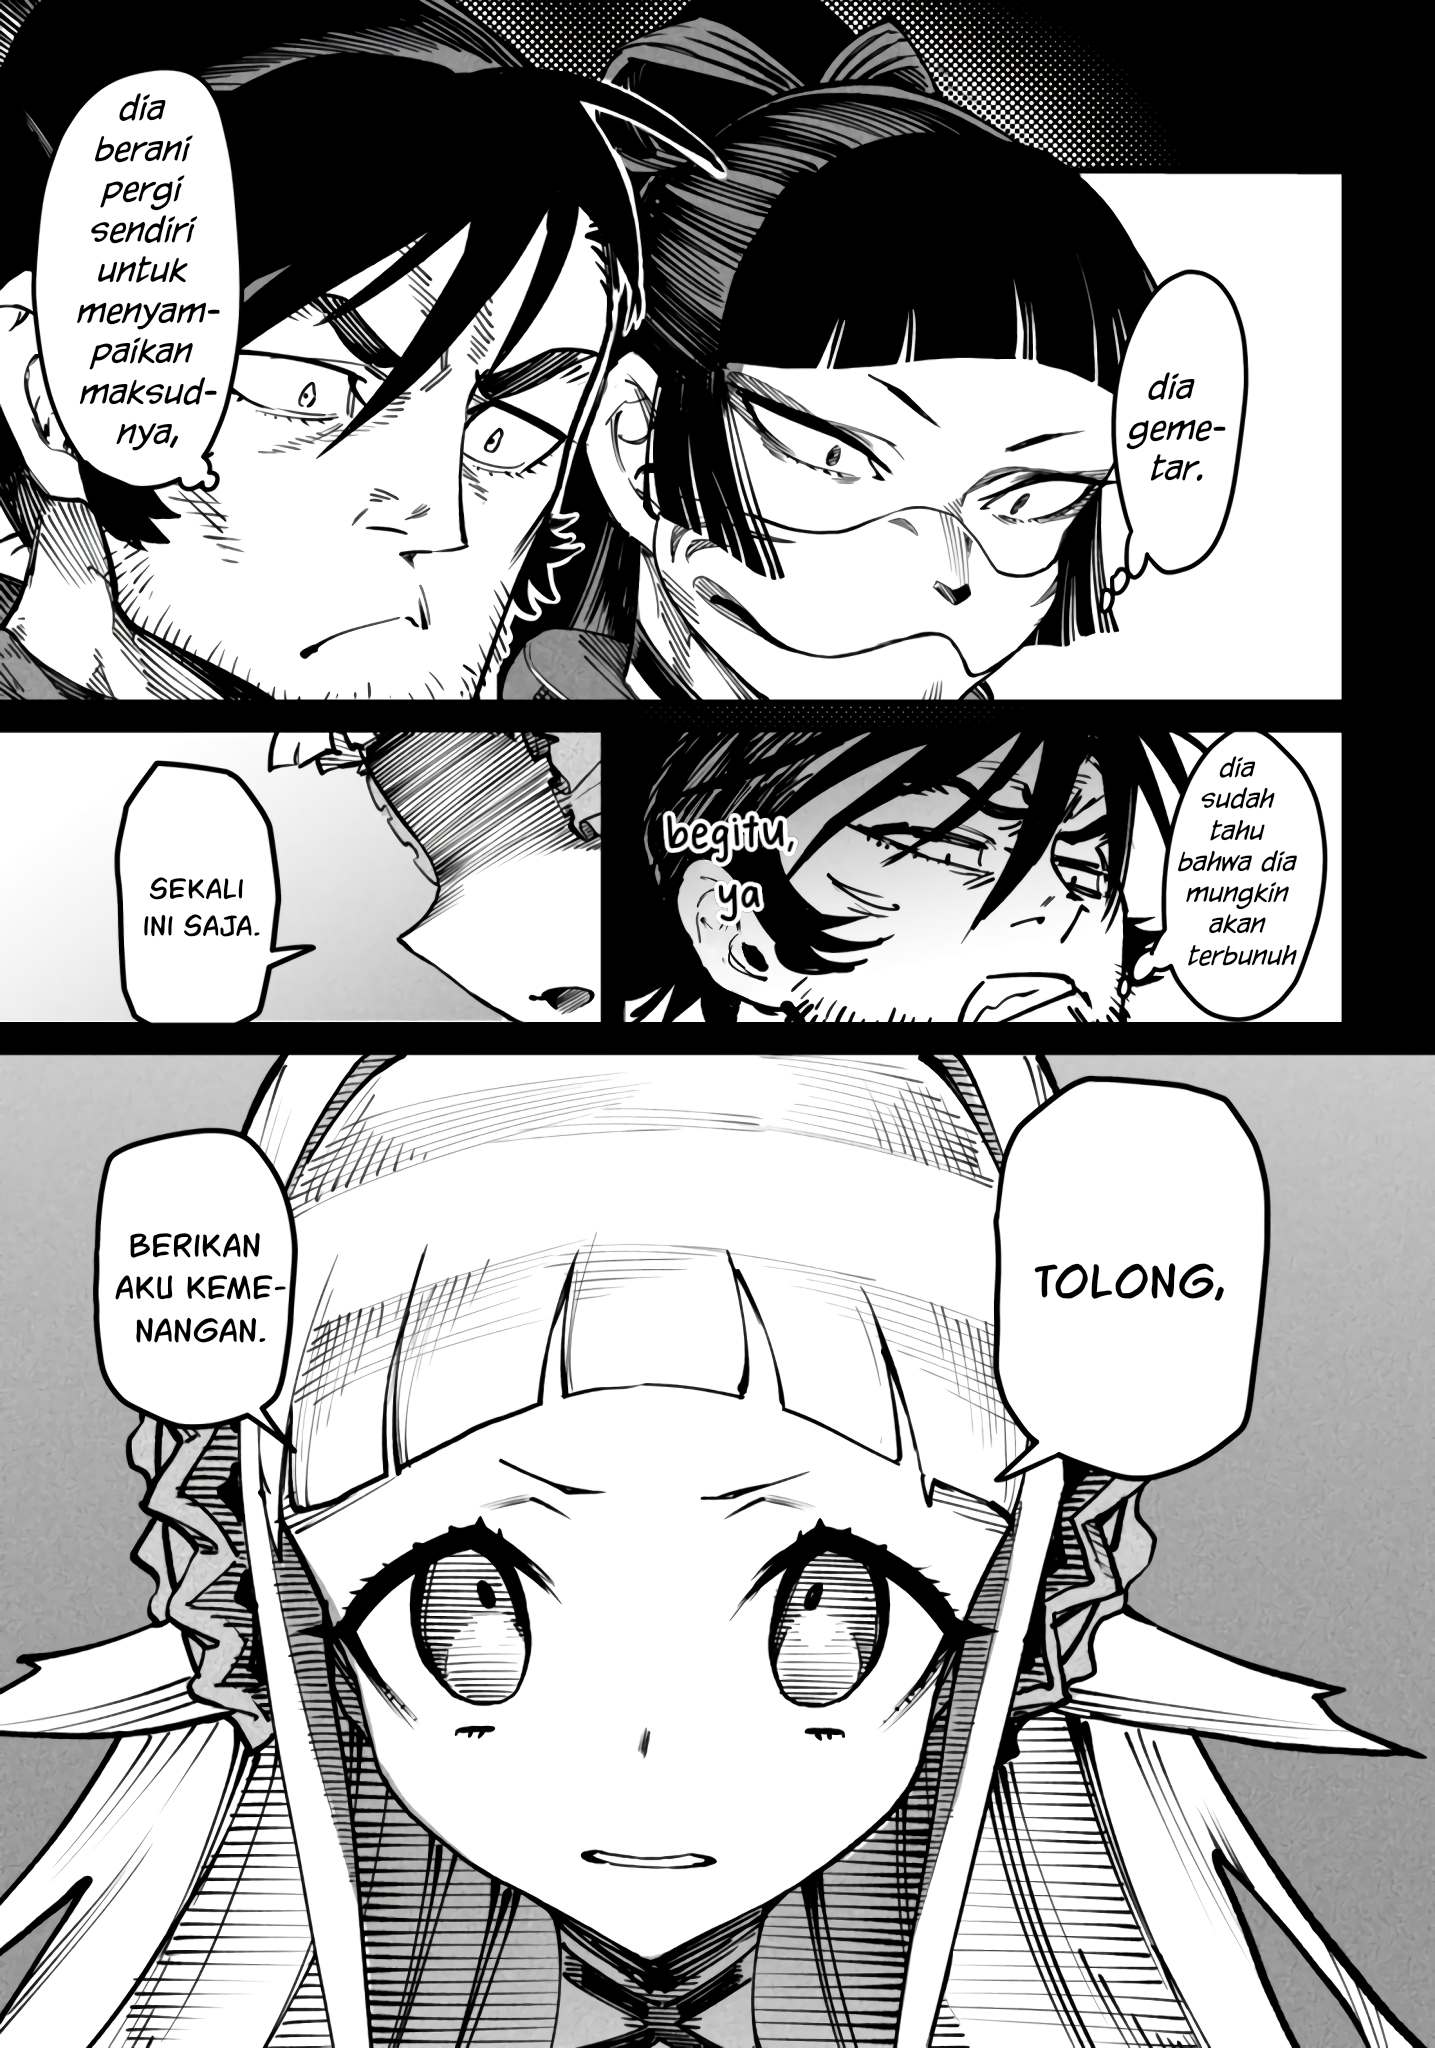 dia
geme-
tar.
dia
berani
pergi
sendiri
untuk
menyam-
paikan
maksud-
nya,
dia
sudah
tahu
bahwa dia
mungkin
akan
terbunuh
begitu,
ya
SEKALI
INI SAJA.
TOLONG,
BERIKAN
AKU KEME-
NANGAN.